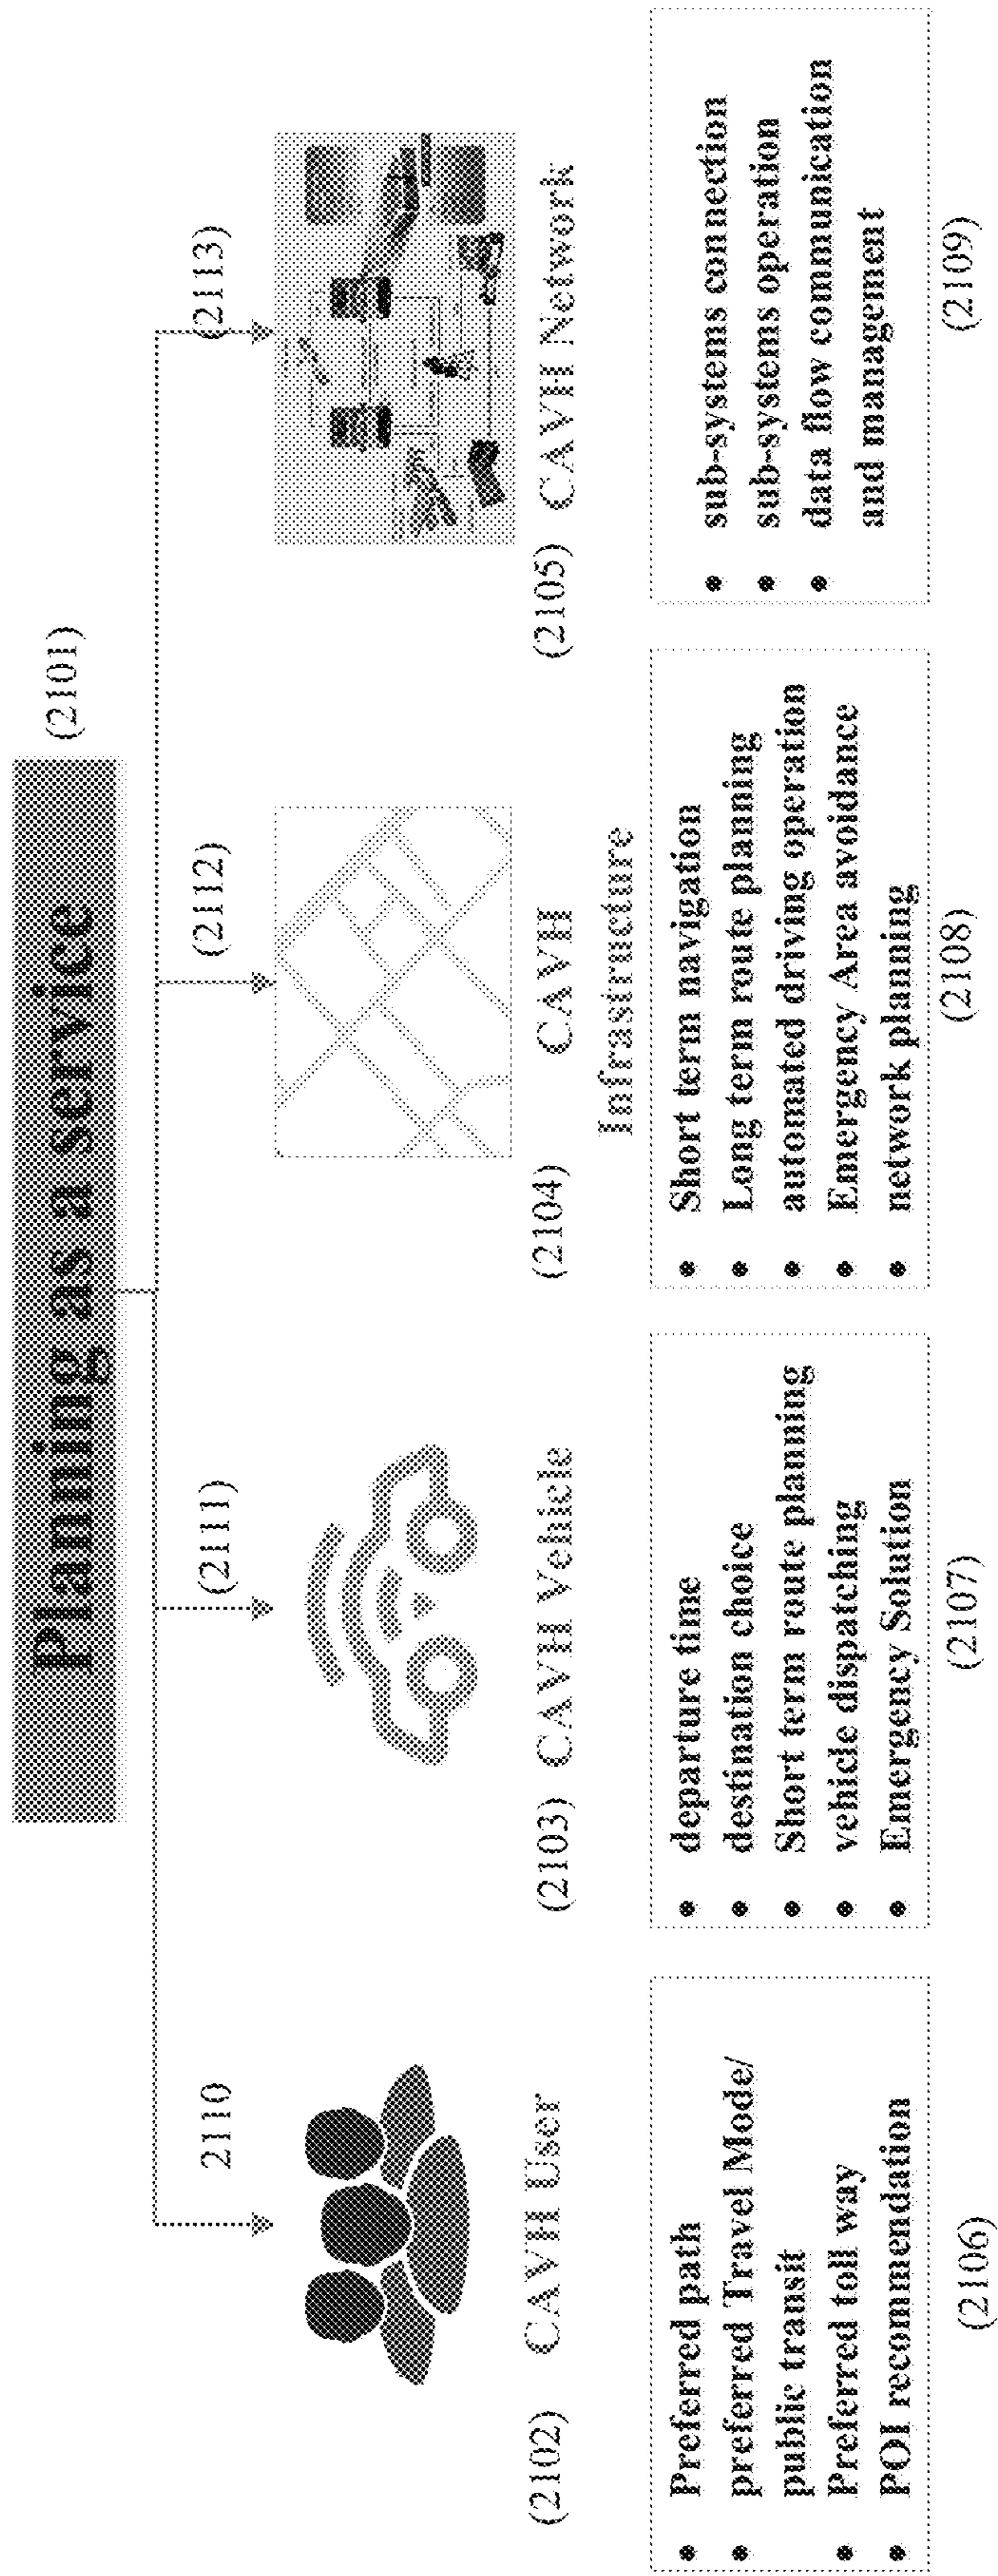 Planning as a service
(2101)
2110
(2111)
(2112)
(2113)
(2102)
CAVH User
(2103)
CAVH Vehicle
(2104)
CAVH
Infrastructure
(2105)
CAVH Network
• Preferred path
• preferred Travel Mode/
public transit
• Preferred toll way
• POI recommendation
(2106)
• departure time
• destination choice
• Short term route planning
• vehicle dispatching
• Emergency Solution
(2107)
• Short term navigation
• Long term route planning
• automated driving operation
• Emergency Area avoidance
• network planning
(2108)
• sub-systems connection
• sub-systems operation
• data flow communication
and management
(2109)